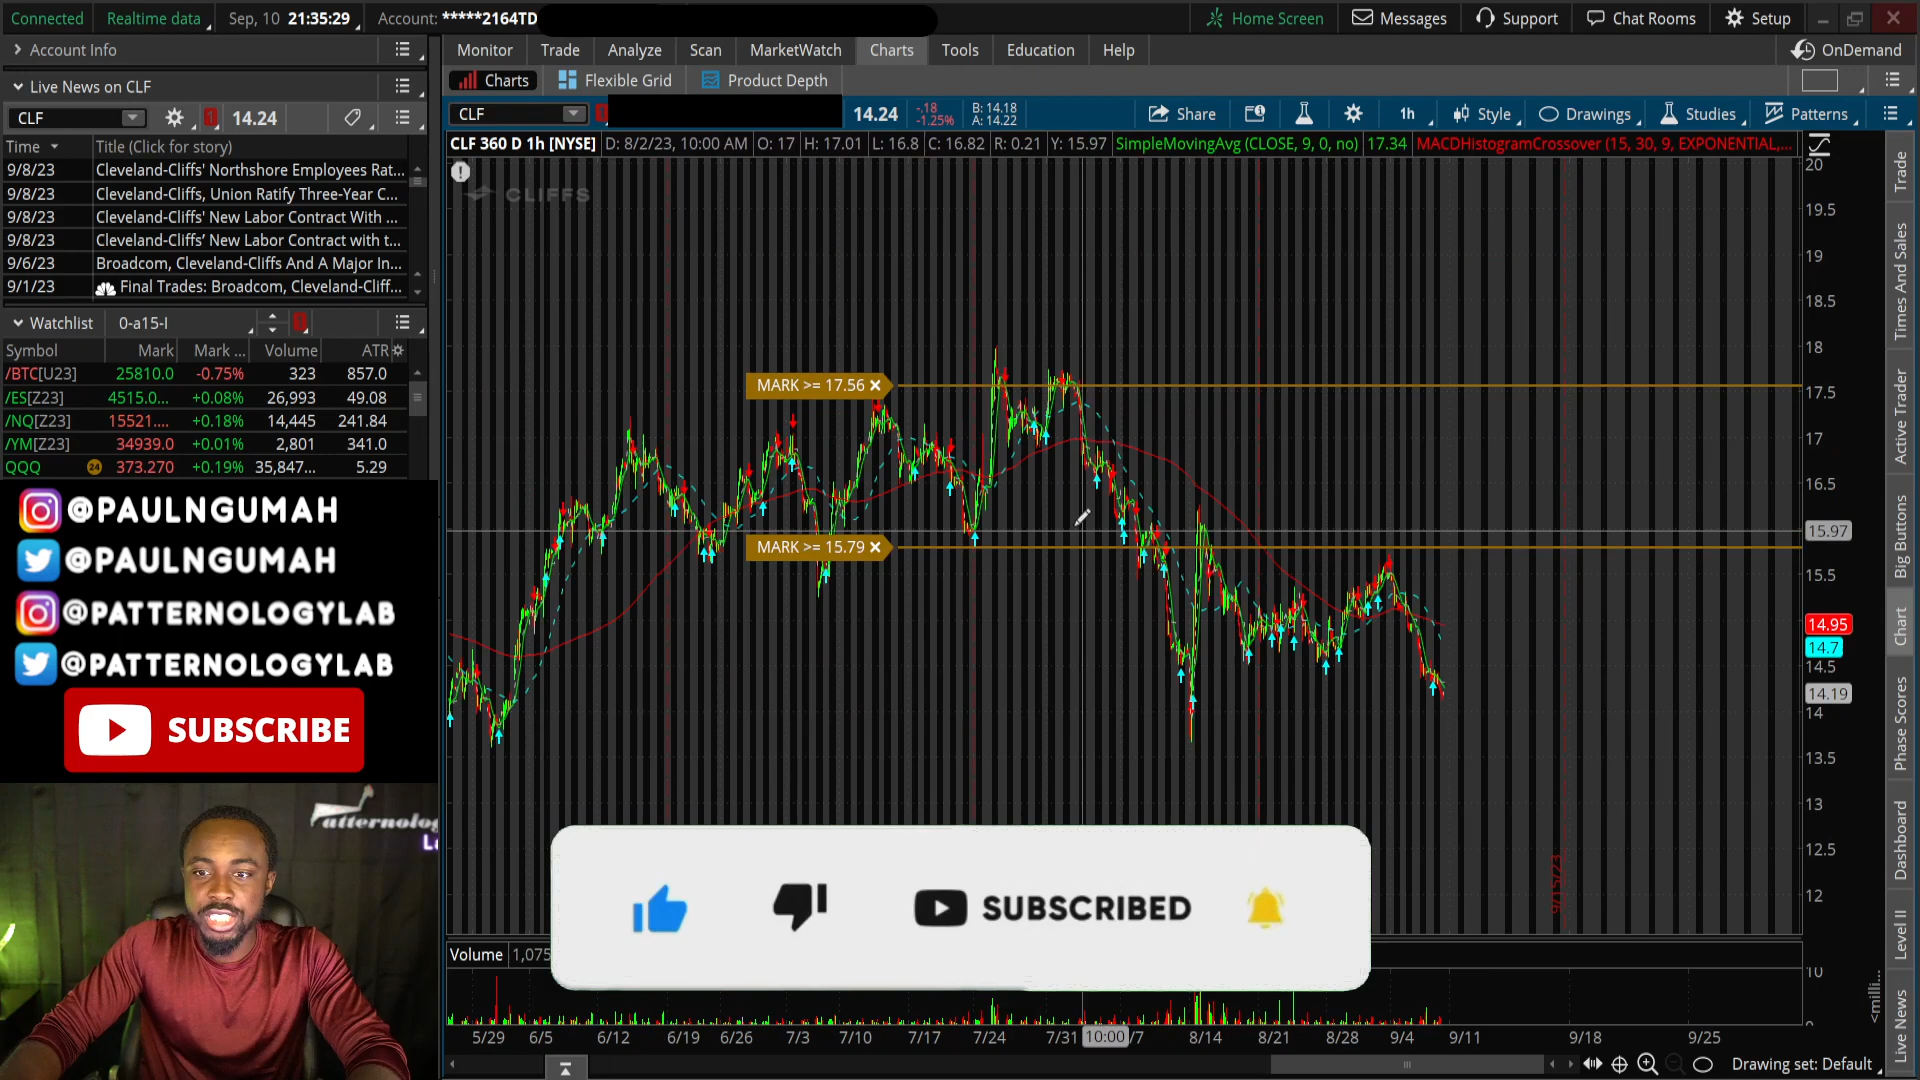 Connected Realtime data Sep, 10 21:35:29 Account: *****2164TD Home Screen Messages Support Chat Rooms Setup
Account Info Monitor Trade Analyze Scan MarketWatch Charts Tools Education Help OnDemand
Live News on CLF Charts Flexible Grid Product Depth
CLF 14.24
CLF 14.24 -.18 -1.25% B: 14.18 A: 14.22 Share 1h Style Drawings Studies Patterns
CLF 360 D 1h [NYSE] D: 8/2/23, 10:00 AM O: 17 H: 17.01 L: 16.8 C: 16.82 R: 0.21 Y: 15.97 SimpleMovingAvg (CLOSE, 9, 0, no) 17.34 MACDHistogramCrossover (15, 30, 9, EXPONENTIAL,...
Time Title (Click for story)
9/8/23 Cleveland-Cliffs' Northshore Employees Rat...
9/8/23 Cleveland-Cliffs, Union Ratify Three-Year C...
9/8/23 Cleveland-Cliffs' New Labor Contract With ...
9/8/23 Cleveland-Cliffs’ New Labor Contract with t...
9/6/23 Broadcom, Cleveland-Cliffs And A Major In...
9/1/23 Final Trades: Broadcom, Cleveland-Cliff...
Watchlist 0-a15-I
Symbol Mark Mark ... Volume ATR
/BTC[U23] 25810.0 -0.75% 323 857.0
/ES[Z23] 4515.0... +0.08% 26,993 49.08
/NQ[Z23] 15521.... +0.18% 14,445 241.84
/YM[Z23] 34939.0 +0.01% 2,801 341.0
QQQ 24 373.270 +0.19% 35,847... 5.29
@PAULNGUMAH
@PAULNGUMAH
@PATTERNOLOGYLAB
@PATTERNOLOGYLAB
SUBSCRIBE
atternolo
CLIFFS
MARK >= 17.56
MARK >= 15.79
20
19.5
19
18.5
18
17.5
17
16.5
15.97
15.5
14.95
14.7
14.5
14.19
14
13.5
13
12.5
12
9/15/23
SUBSCRIBED
Volume 1,075
10
<milli...
5/29 6/5 6/12 6/19 6/26 7/3 7/10 7/17 7/24 7/31 10:00 /7 8/14 8/21 8/28 9/4 9/11 9/18 9/25
Drawing set: Default
Trade
Times And Sales
Active Trader
Big Buttons
Chart
Phase Scores
Dashboard
Level II
Live News